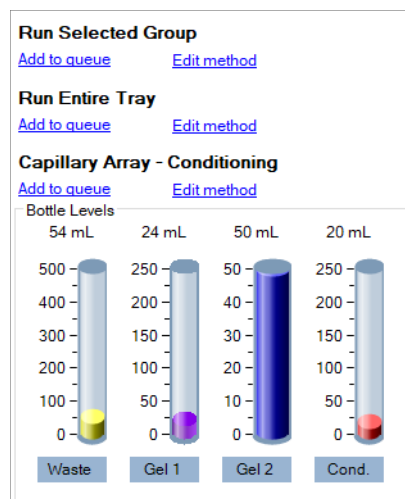 Run Selected Group
Add to queue Edit method
Run Entire Tray
Add to queue Edit method
Capillary Array - Conditioning
Add to queue Edit method
Bottle Levels
54 mL 24 mL 50 mL 20 mL
500 250 50 250
400 200 40 200
300 150 30 150
200 100 20 100
100 50 10 50
0 0 0 0
Waste Gel 1 Gel 2 Cond.